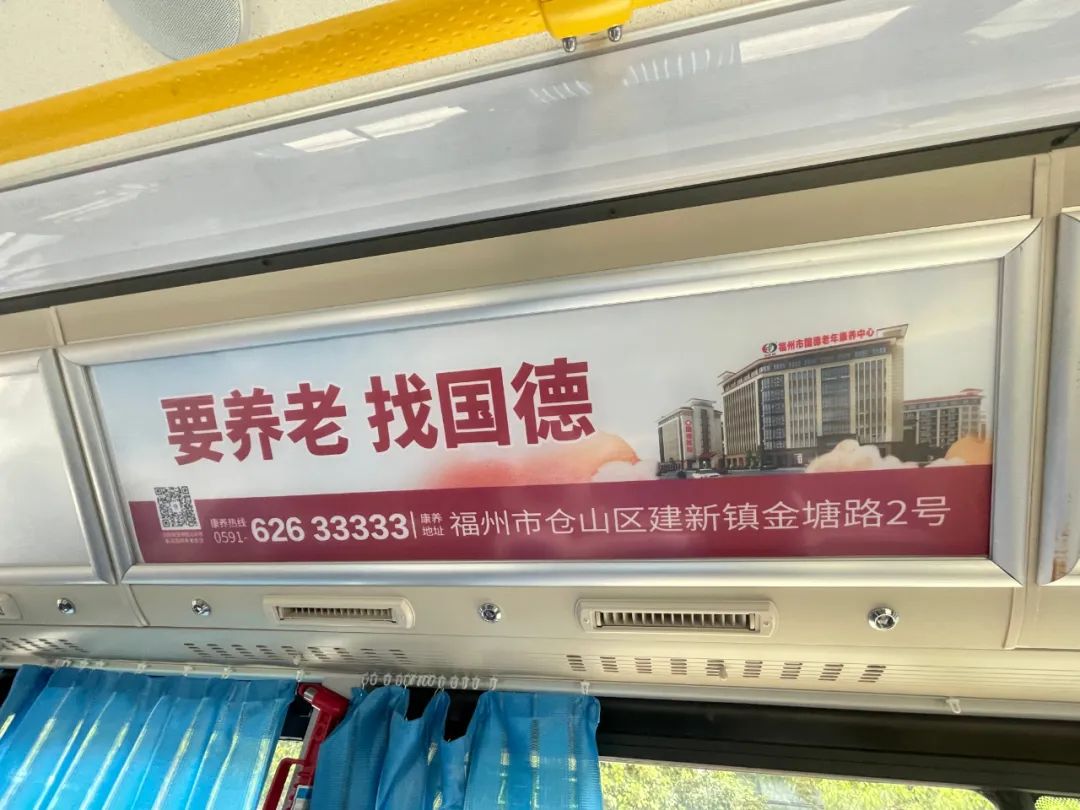 要养老 找国德
福州市国德老年康养中心
康养热线
0591-
626 33333
康养
地址
福州市仓山区建新镇金塘路2号